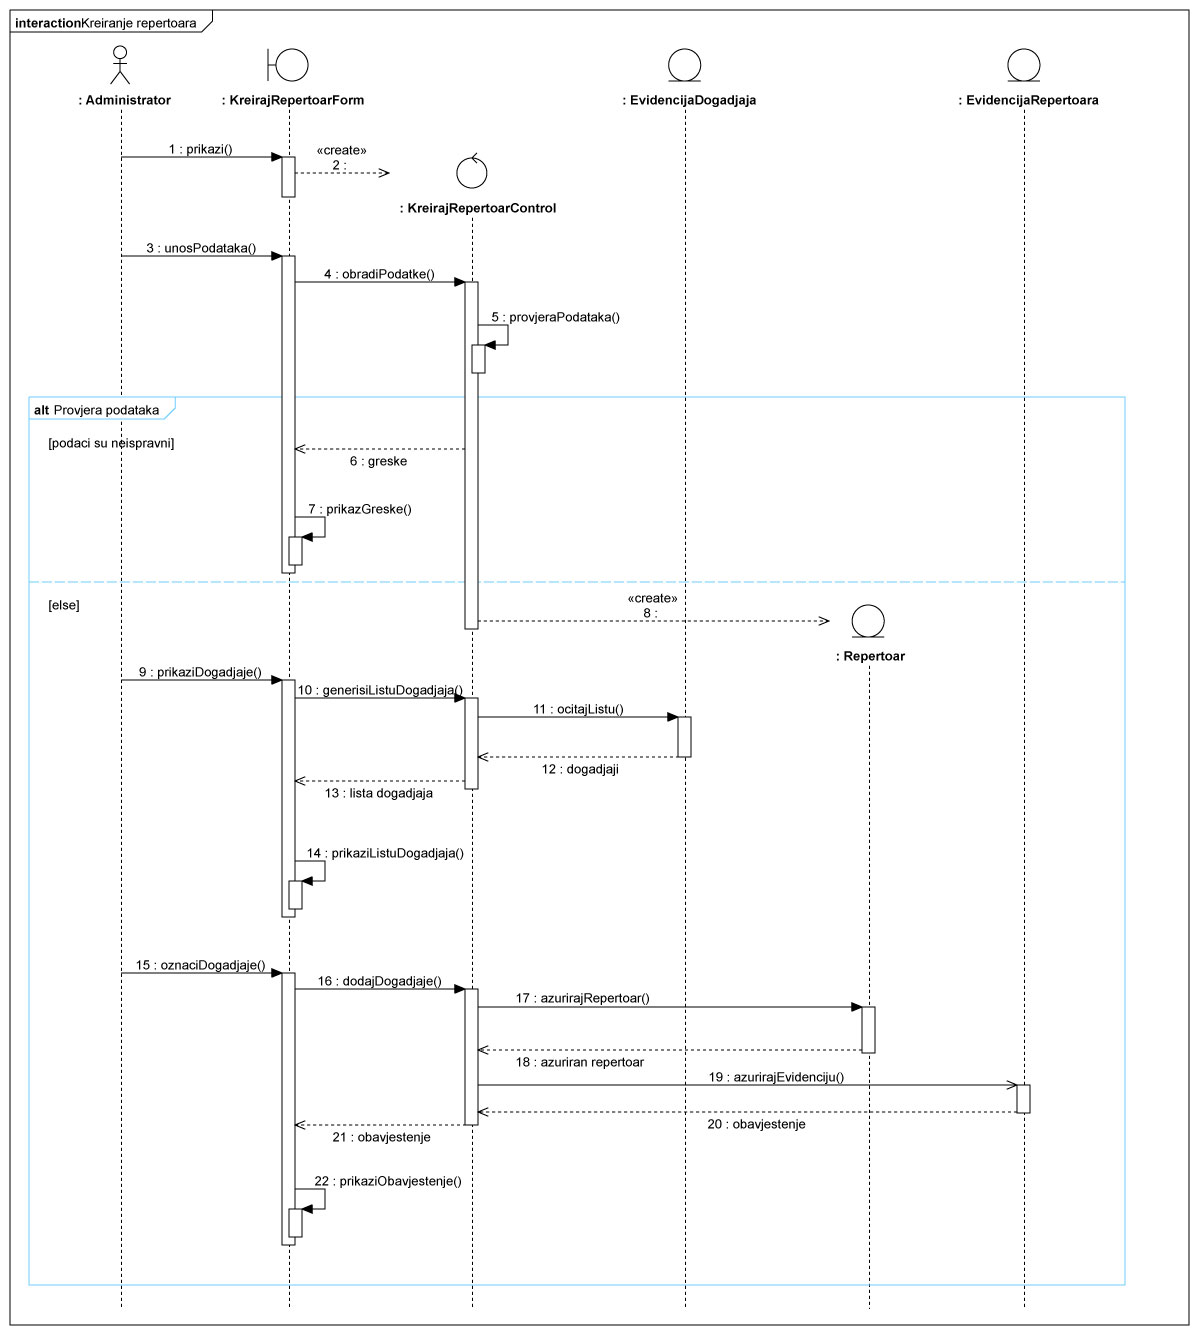 interactionKreiranje repertoara
: Administrator
: KreirajRepertoarForm
: EvidencijaDogadjaja
: EvidencijaRepertoara
1 : prikazi()
«create»
2 :
: KreirajRepertoarControl
3 : unosPodataka()
4 : obradiPodatke()
5 : provjeraPodataka()
alt Provjera podataka
[podaci su neispravni]
6 : greske
7 : prikazGreske()
[else]
«create»
8 :
: Repertoar
9 : prikaziDogadjaje()
10 : generisiListuDogadjaja()
11 : ocitajListu()
12 : dogadjaji
13 : lista dogadjaja
14 : prikaziListuDogadjaja()
15 : oznaciDogadjaje()
16 : dodajDogadjaje()
17 : azurirajRepertoar()
18 : azuriran repertoar
19 : azurirajEvidenciju()
20 : obavjestenje
21 : obavjestenje
22 : prikaziObavjestenje()